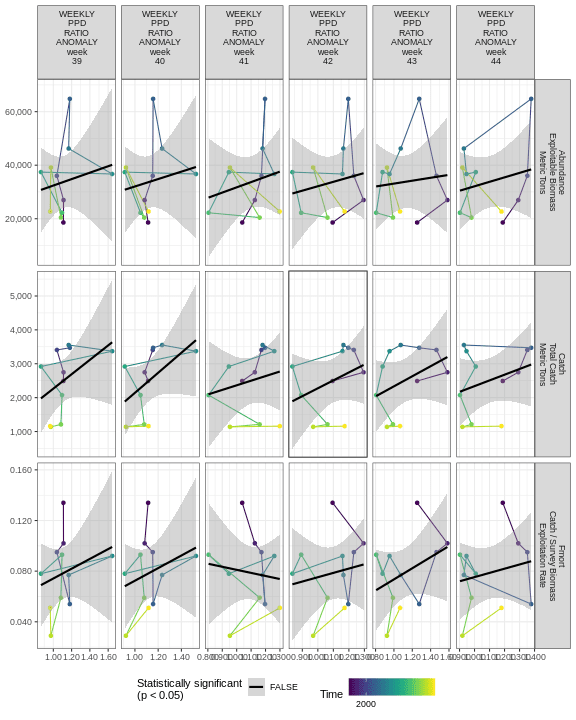 WEEKLY
PPD
RATIO
ANOMALY
week
39
WEEKLY
PPD
RATIO
ANOMALY
week
40
WEEKLY
PPD
RATIO
ANOMALY
week
41
WEEKLY
PPD
RATIO
ANOMALY
week
42
WEEKLY
PPD
RATIO
ANOMALY
week
43
WEEKLY
PPD
RATIO
ANOMALY
week
44
60,000
40,000
20,000
Abundance
Exploitable Biomass
Metric Tons
5,000
4,000
3,000
2,000
1,000
Catch
Total Catch
Metric Tons
0.160
0.120
0.080
0.040
Fmort
Catch / Survey Biomass
Exploitation Rate
1.00 1.20 1.40 1.60
1.00 1.20 1.40
Statistically significant
(p < 0.05)
FALSE
Time
2000